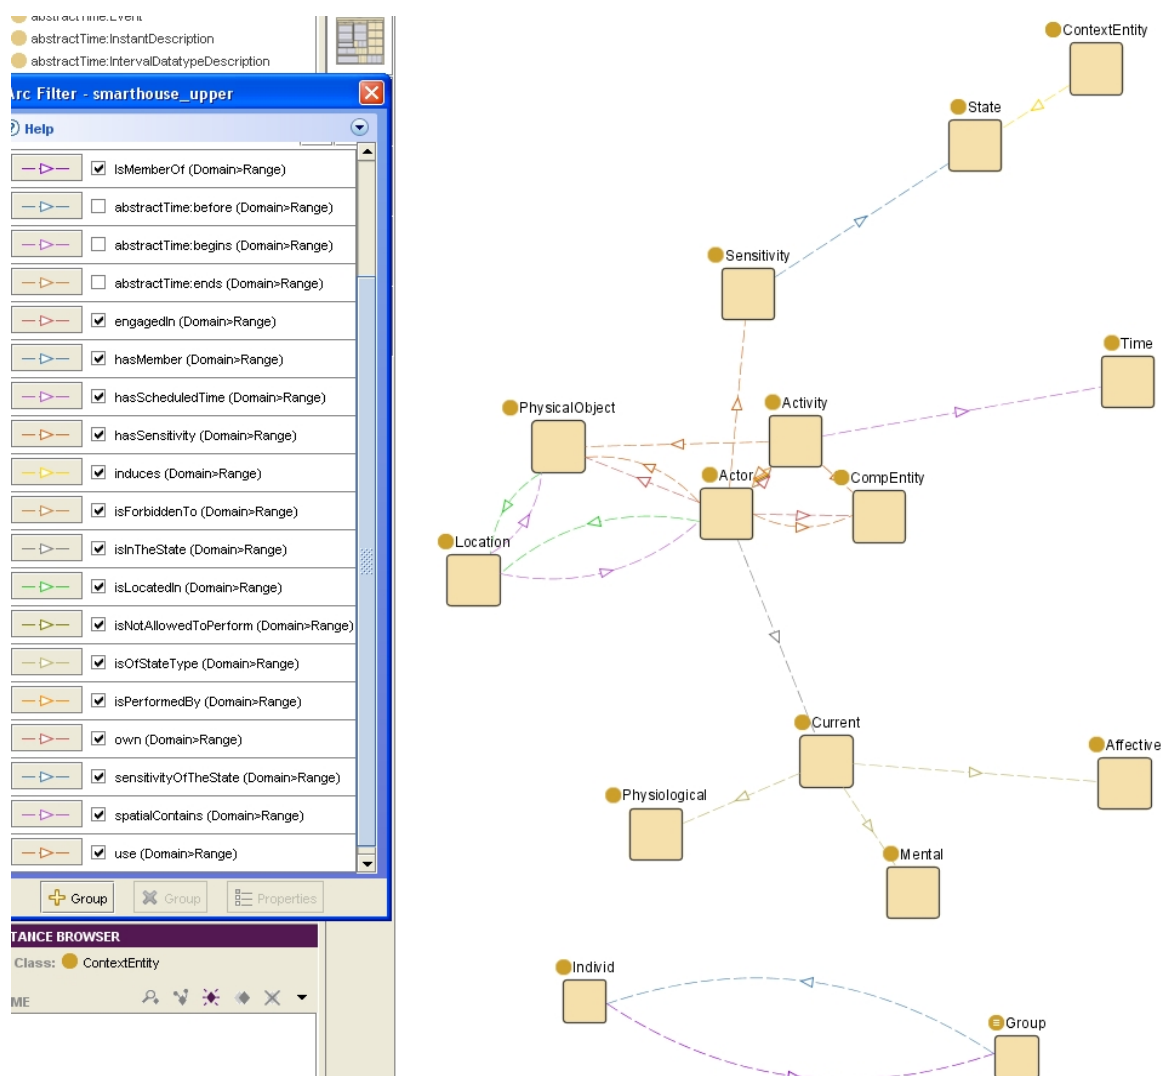 abstractTime:Event
abstractTime:InstantDescription
abstractTime:IntervalDatatypeDescription
Arc Filter - smarthouse_upper
Help
IsMemberOf (Domain>Range)
abstractTime:before (Domain>Range)
abstractTime:begins (Domain>Range)
abstractTime:ends (Domain>Range)
engagedIn (Domain>Range)
hasMember (Domain>Range)
hasScheduledTime (Domain>Range)
hasSensitivity (Domain>Range)
induces (Domain>Range)
isForbiddenTo (Domain>Range)
isInTheState (Domain>Range)
isLocatedIn (Domain>Range)
isNotAllowedToPerform (Domain>Range)
isOfStateType (Domain>Range)
isPerformedBy (Domain>Range)
own (Domain>Range)
sensitivityOfTheState (Domain>Range)
spatialContains (Domain>Range)
use (Domain>Range)
Group Group Properties
TANCE BROWSER
Class: ContextEntity
ME
ContextEntity
State
Sensitivity
Time
PhysicalObject
Activity
Actor
CompEntity
Location
Current
Affective
Physiological
Mental
Individ
Group